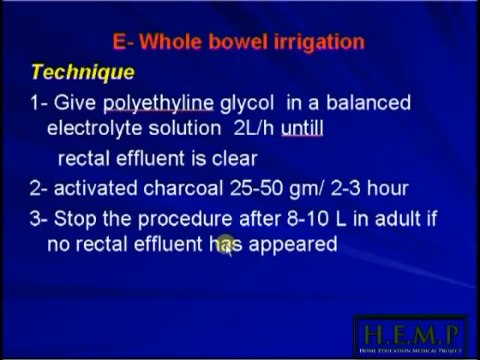 E- Whole bowel irrigation
Technique
1- Give polyethyline glycol in a balanced
electrolyte solution 2L/h untill
rectal effluent is clear
2- activated charcoal 25-50 gm/ 2-3 hour
3- Stop the procedure after 8-10 L in adult if
no rectal effluent has appeared
H.E.M.P
HOME EDUCATION MEDICAL PROJECT